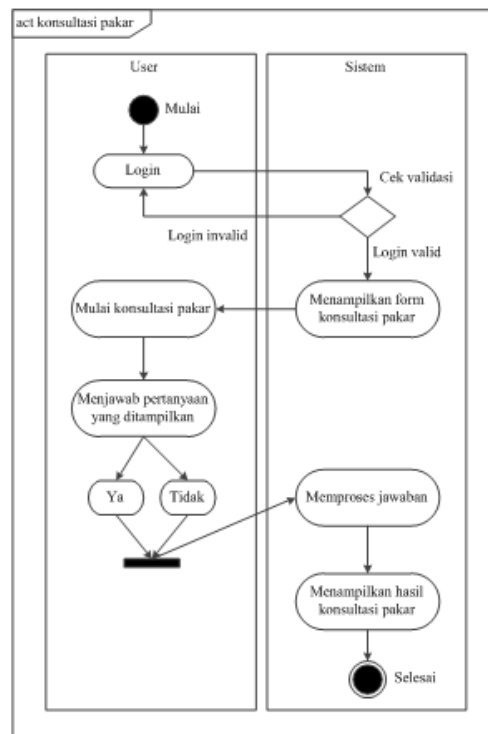 act konsultasi pakar
User
Sistem
Mulai
Login
Cek validasi
Login invalid
Login valid
Mulai konsultasi pakar
Menampilkan form
konsultasi pakar
Menjawab pertanyaan
yang ditampilkan
Ya
Tidak
Memproses jawaban
Menampilkan hasil
konsultasi pakar
Selesai